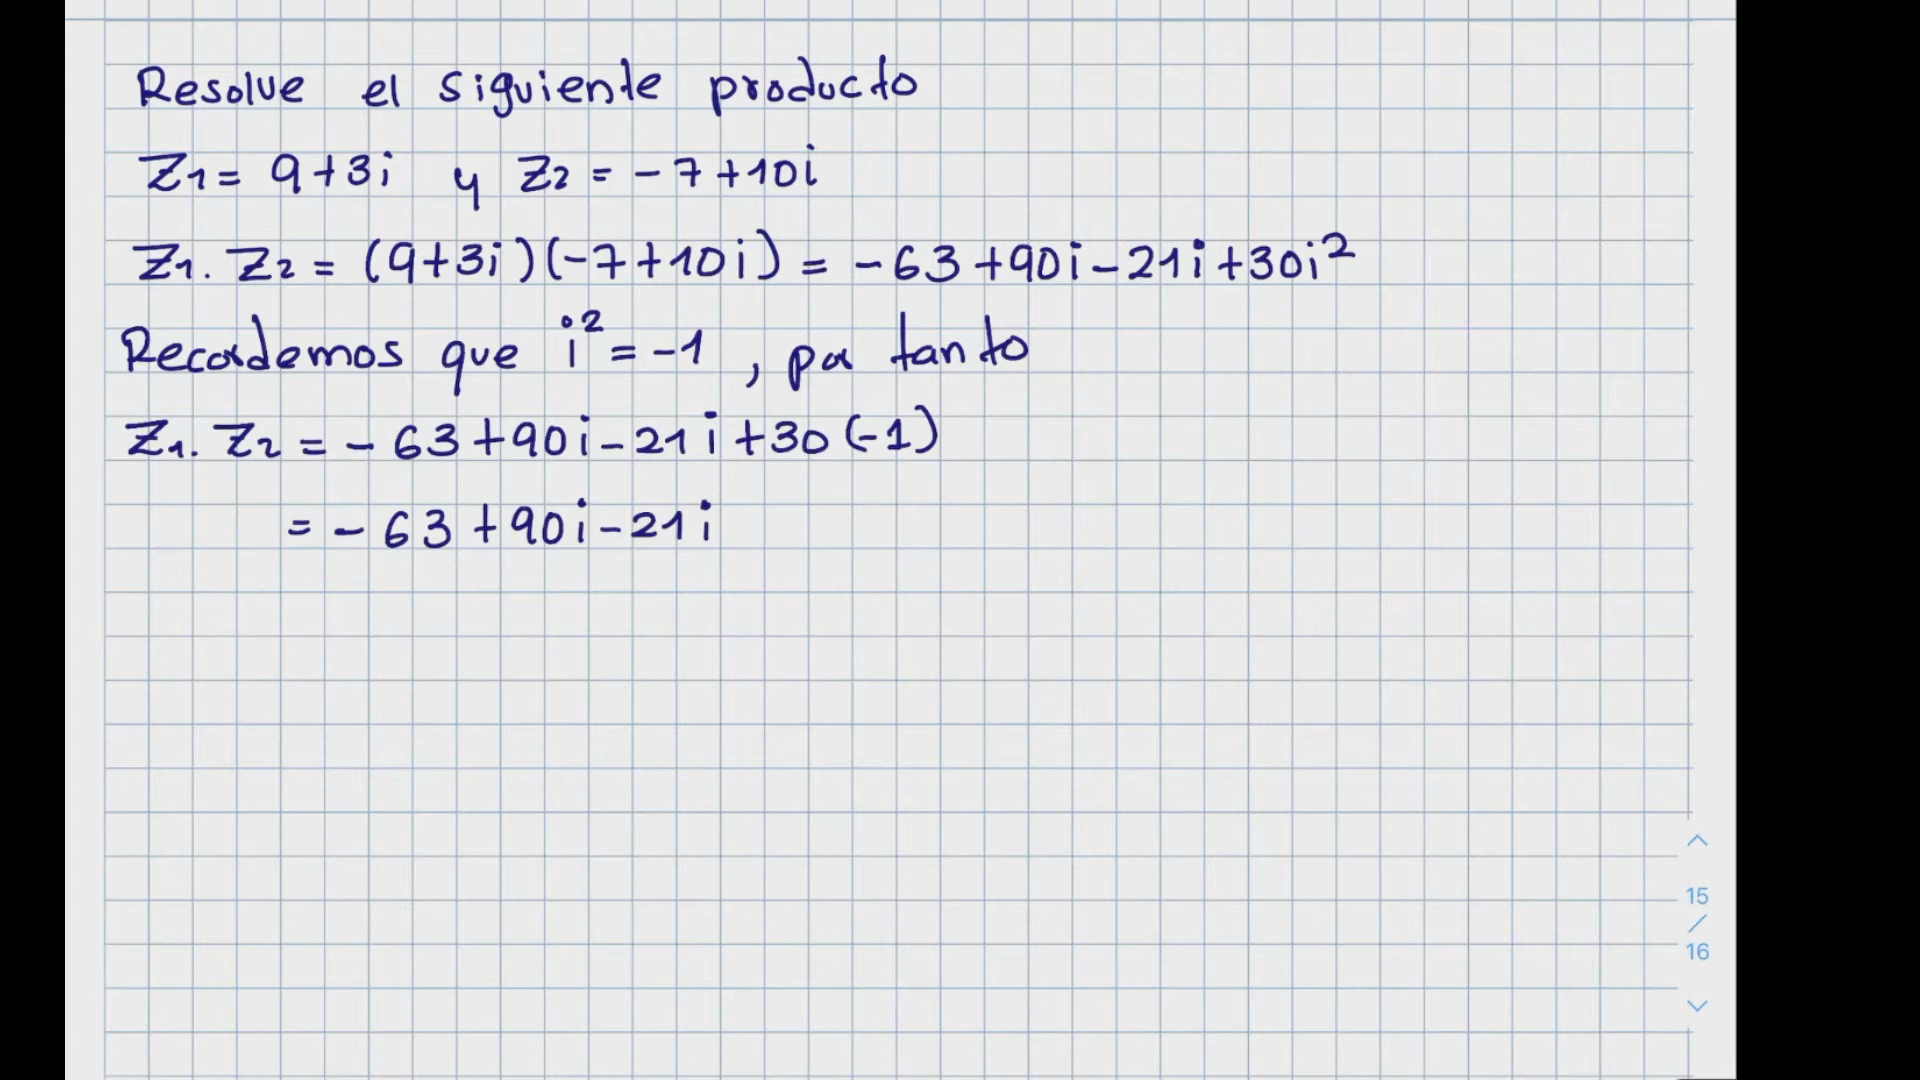 Resolve el siguiente producto
Z1 = 9+3i y Z2 = -7+10i
Z1 . Z2 = (9+3i)(-7+10i) = -63+90i-21i+30i²
Recordemos que i² = -1 , por tanto
Z1 . Z2 = -63+90i-21i+30(-1)
= -63+90i-21i
15
/
16